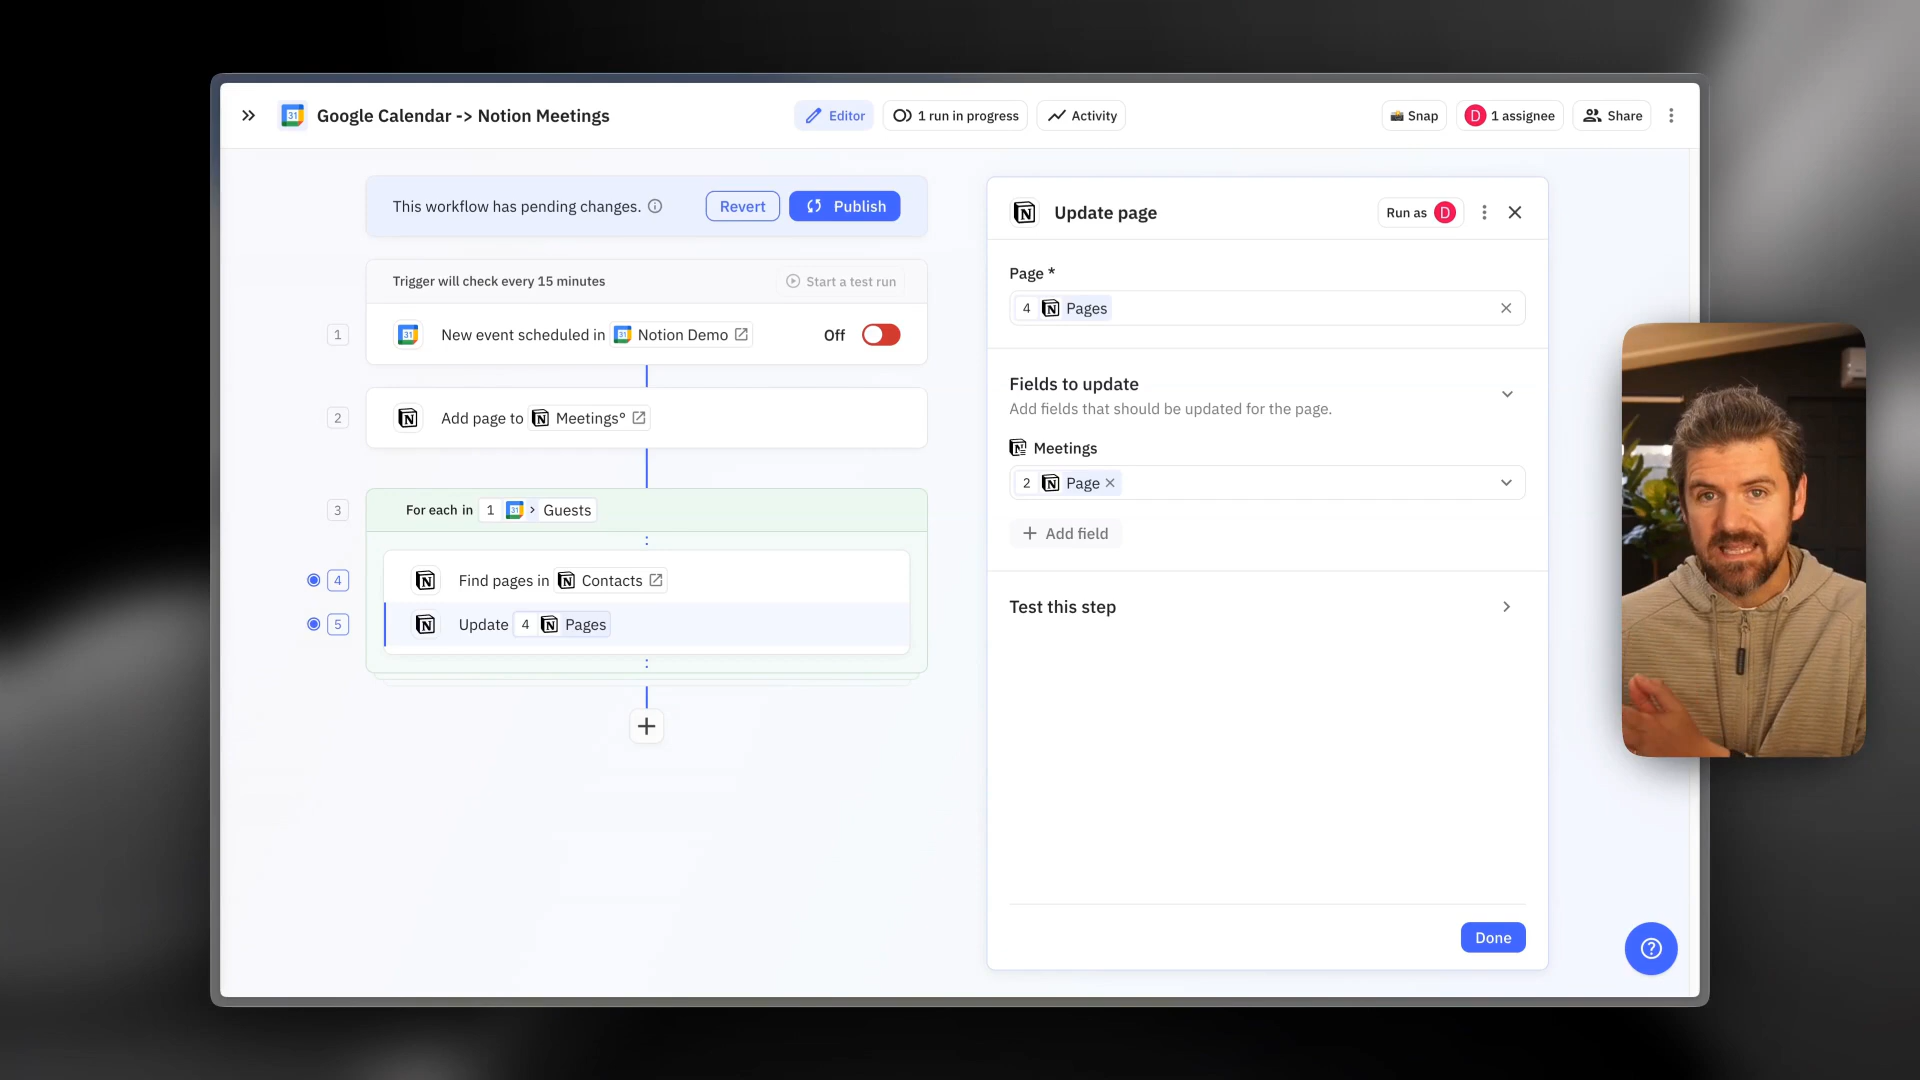 Google Calendar -> Notion Meetings
Editor
1 run in progress
Activity
Snap
D 1 assignee
Share
This workflow has pending changes.
Revert
Publish
Trigger will check every 15 minutes
Start a test run
1
31 New event scheduled in 31 Notion Demo
Off
2
Add page to Meetings°
3
For each in 1 31 > Guests
4
Find pages in Contacts
5
Update 4 Pages
Update page
Run as D
Page *
4 Pages
Fields to update
Add fields that should be updated for the page.
Meetings
2 Page
Add field
Test this step
Done